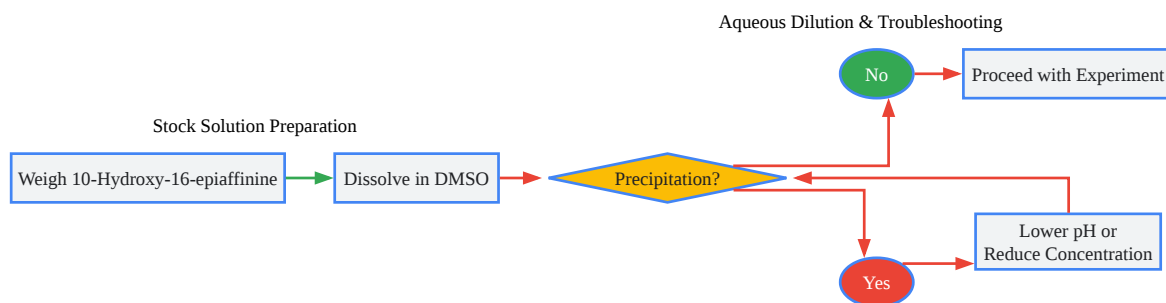 Aqueous Dilution & Troubleshooting
No
Proceed with Experiment
Stock Solution Preparation
Weigh 10-Hydroxy-16-epiaffinine
Dissolve in DMSO
Precipitation?
Lower pH or
Reduce Concentration
Yes